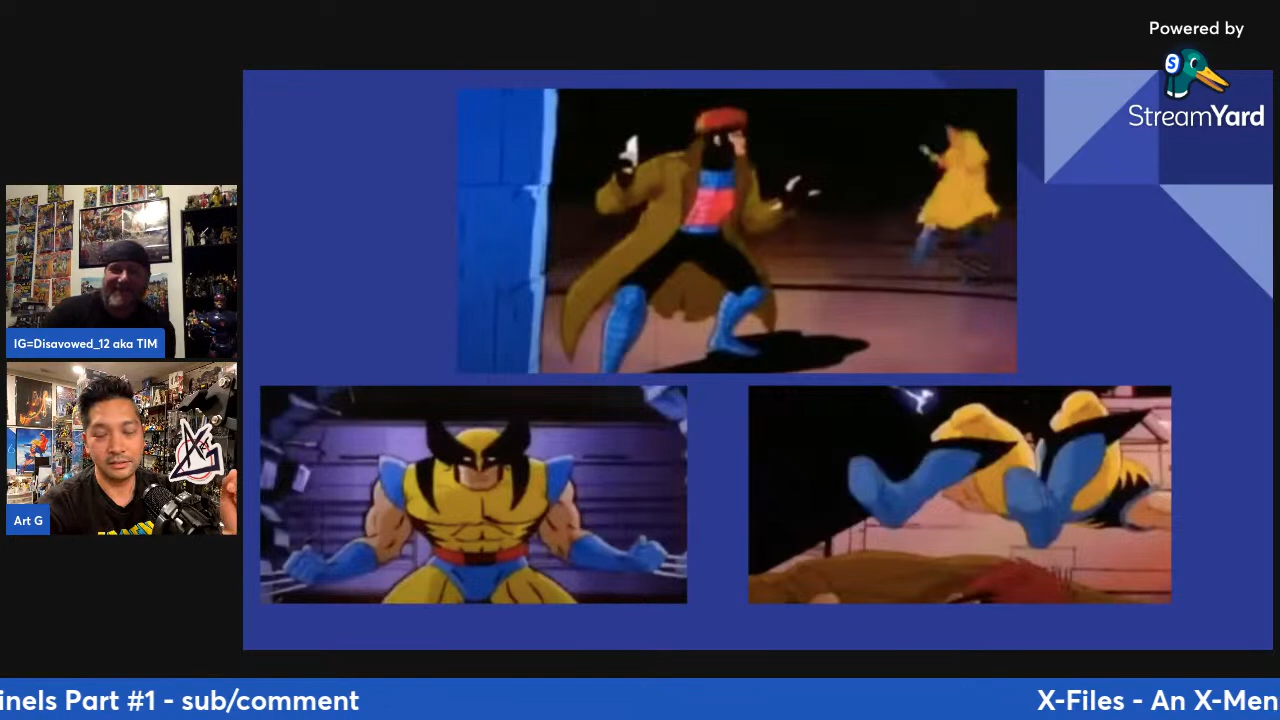 Powered by
StreamYard
IG=Disavowed_12 aka TIM
Art G
inels Part #1 - sub/comment
X-Files - An X-Men